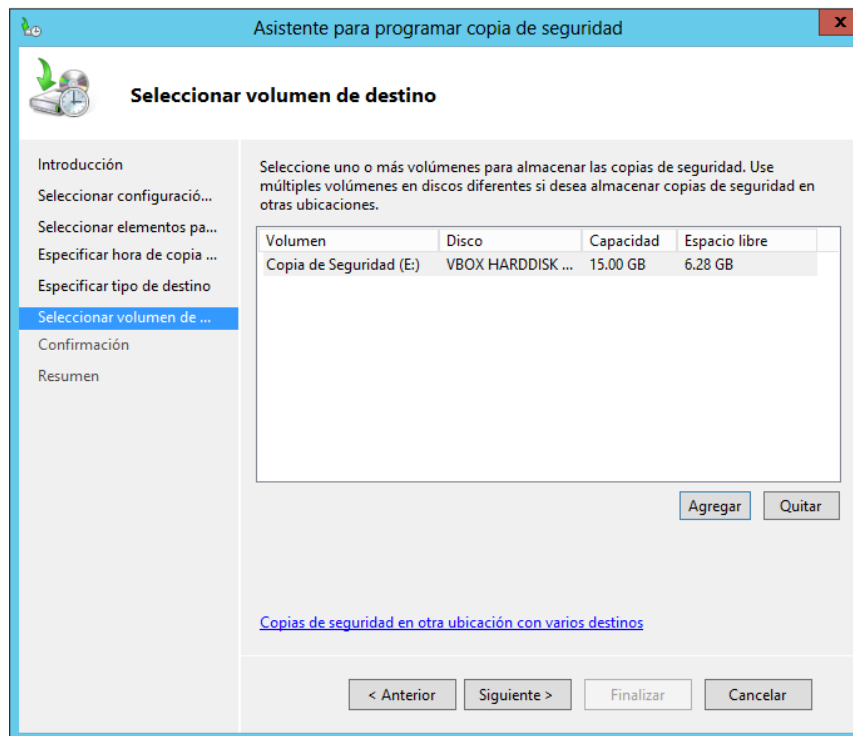 Asistente para programar copia de seguridad
x
Seleccionar volumen de destino
Introducción
Seleccionar configuració...
Seleccionar elementos pa...
Especificar hora de copia ...
Especificar tipo de destino
Seleccionar volumen de ...
Confirmación
Resumen
Seleccione uno o más volúmenes para almacenar las copias de seguridad. Use
múltiples volúmenes en discos diferentes si desea almacenar copias de seguridad en
otras ubicaciones.
Volumen Disco Capacidad Espacio libre
Copia de Seguridad (E:) VBOX HARDDISK ... 15.00 GB 6.28 GB
Agregar Quitar
Copias de seguridad en otra ubicación con varios destinos
< Anterior Siguiente > Finalizar Cancelar